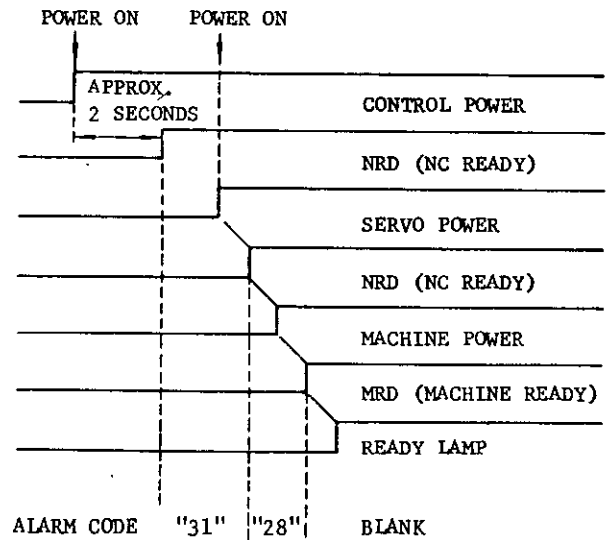 POWER ON POWER ON
APPROX.
2 SECONDS
CONTROL POWER
NRD (NC READY)
SERVO POWER
NRD (NC READY)
MACHINE POWER
MRD (MACHINE READY)
READY LAMP
ALARM CODE "31" "28" BLANK